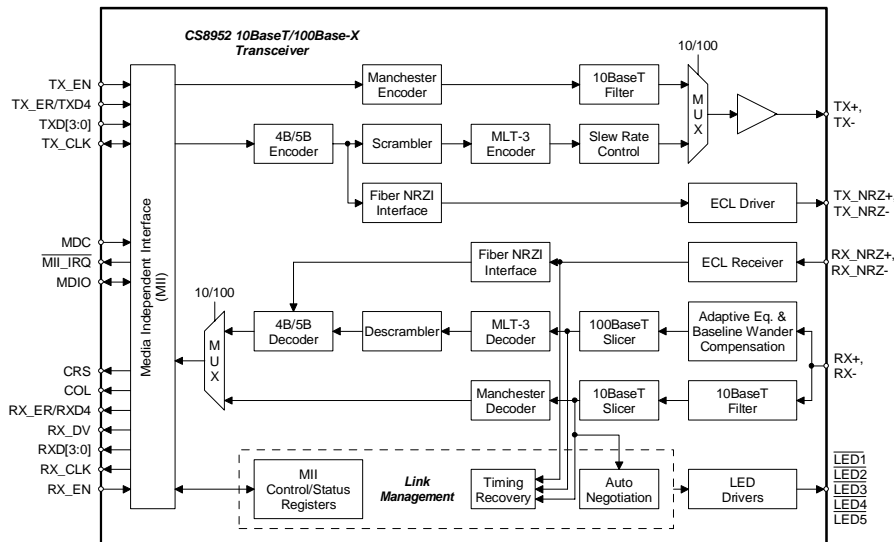 CS8952 10BaseT/100Base-X
Transceiver
10/100
TX_EN
TX_ER/TXD4
TXD[3:0]
TX_CLK
Manchester
Encoder
10BaseT
Filter
MUX
TX+,
TX-
4B/5B
Encoder
Scrambler
MLT-3
Encoder
Slew Rate
Control
Fiber NRZI
Interface
ECL Driver
TX_NRZ+,
TX_NRZ-
Media Independent Interface
(MII)
MDC
MII_IRQ
MDIO
Fiber NRZI
Interface
ECL Receiver
RX_NRZ+,
RX_NRZ-
10/100
MUX
4B/5B
Decoder
Descrambler
MLT-3
Decoder
100BaseT
Slicer
Adaptive Eq. &
Baseline Wander
Compensation
RX+,
RX-
CRS
COL
RX_ER/RXD4
RX_DV
RXD[3:0]
RX_CLK
RX_EN
Manchester
Decoder
10BaseT
Slicer
10BaseT
Filter
MII
Control/Status
Registers
Link
Management
Timing
Recovery
Auto
Negotiation
LED
Drivers
LED1
LED2
LED3
LED4
LED5